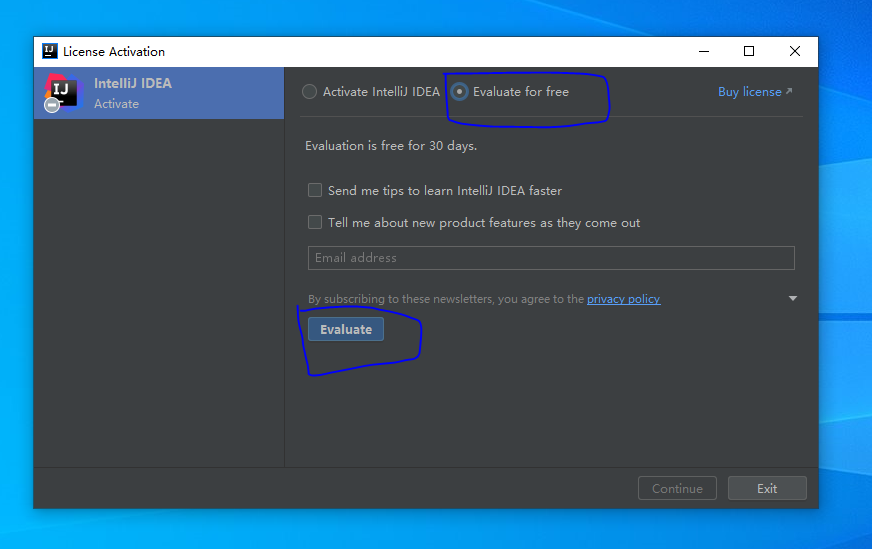 License Activation
IntelliJ IDEA
Activate
Activate IntelliJ IDEA Evaluate for free Buy license
Evaluation is free for 30 days.
Send me tips to learn IntelliJ IDEA faster
Tell me about new product features as they come out
Email address
By subscribing to these newsletters, you agree to the privacy policy
Evaluate
Continue Exit